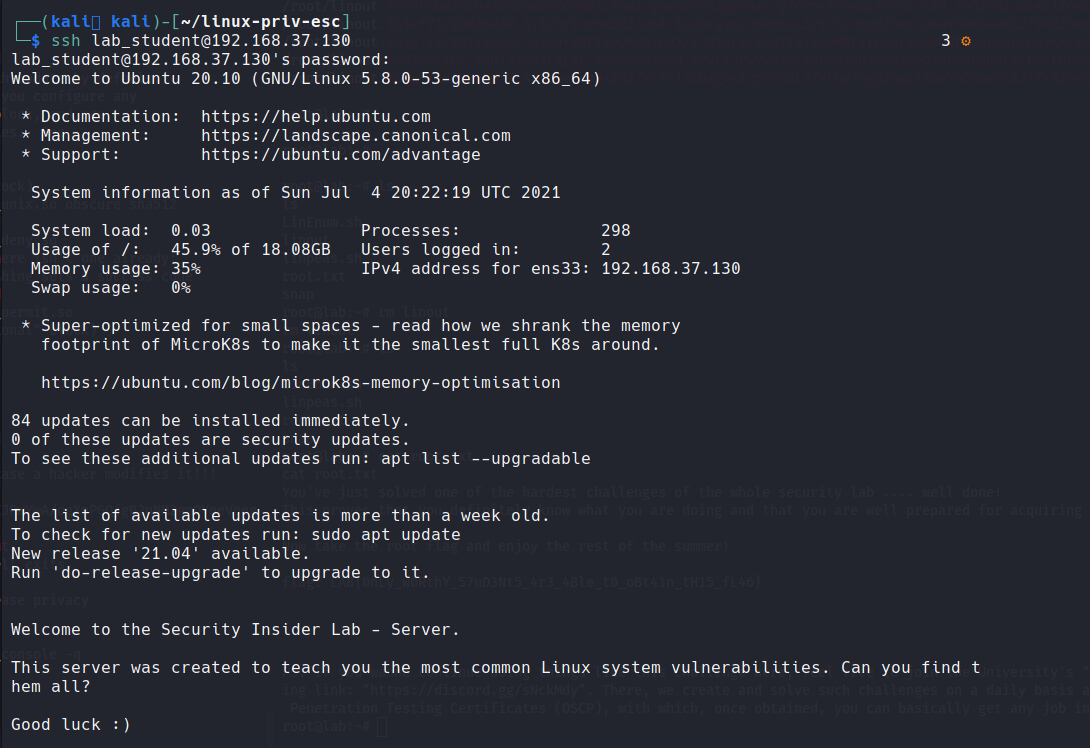 ┌──(kali kali)-[~/linux-priv-esc]
└─$ ssh lab_student@192.168.37.130 3
lab_student@192.168.37.130's password:
Welcome to Ubuntu 20.10 (GNU/Linux 5.8.0-53-generic x86_64)
* Documentation: https://help.ubuntu.com
* Management: https://landscape.canonical.com
* Support: https://ubuntu.com/advantage
System information as of Sun Jul 4 20:22:19 UTC 2021
System load: 0.03 Processes: 298
Usage of /: 45.9% of 18.08GB Users logged in: 2
Memory usage: 35% IPv4 address for ens33: 192.168.37.130
Swap usage: 0%
* Super-optimized for small spaces - read how we shrank the memory
footprint of MicroK8s to make it the smallest full K8s around.
https://ubuntu.com/blog/microk8s-memory-optimisation
84 updates can be installed immediately.
0 of these updates are security updates.
To see these additional updates run: apt list --upgradable
The list of available updates is more than a week old.
To check for new updates run: sudo apt update
New release '21.04' available.
Run 'do-release-upgrade' to upgrade to it.
Welcome to the Security Insider Lab - Server.
This server was created to teach you the most common Linux system vulnerabilities. Can you find t
hem all?
Good luck :)